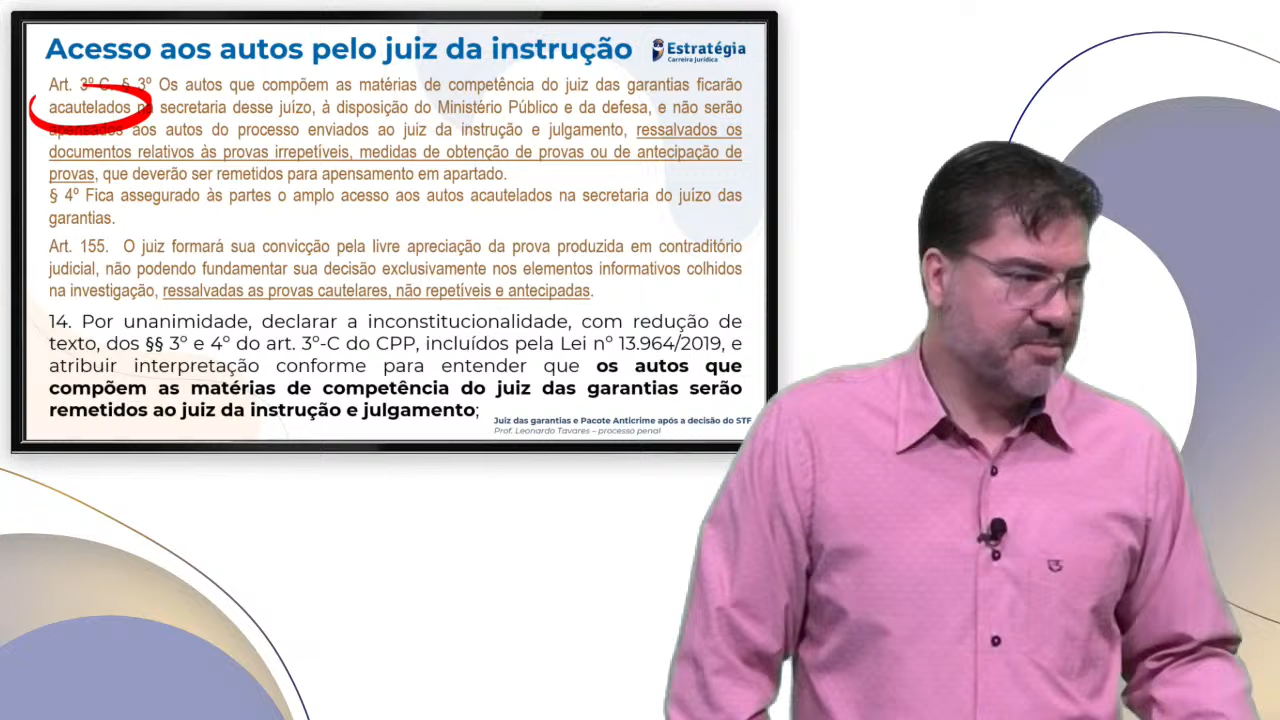 Acesso aos autos pelo juiz da instrução
Estratégia
Carreira Jurídica
Art. 3º-C, § 3º Os autos que compõem as matérias de competência do juiz das garantias ficarão
acautelados na secretaria desse juízo, à disposição do Ministério Público e da defesa, e não serão
apensados aos autos do processo enviados ao juiz da instrução e julgamento, ressalvados os
documentos relativos às provas irrepetíveis, medidas de obtenção de provas ou de antecipação de
provas, que deverão ser remetidos para apensamento em apartado.
§ 4º Fica assegurado às partes o amplo acesso aos autos acautelados na secretaria do juízo das
garantias.
Art. 155. O juiz formará sua convicção pela livre apreciação da prova produzida em contraditório
judicial, não podendo fundamentar sua decisão exclusivamente nos elementos informativos colhidos
na investigação, ressalvadas as provas cautelares, não repetíveis e antecipadas.
14. Por unanimidade, declarar a inconstitucionalidade, com redução de
texto, dos §§ 3º e 4º do art. 3º-C do CPP, incluídos pela Lei nº 13.964/2019, e
atribuir interpretação conforme para entender que os autos que
compõem as matérias de competência do juiz das garantias serão
remetidos ao juiz da instrução e julgamento;
Juiz das garantias e Pacote Anticrime após a decisão do STF
Prof. Leonardo Tavares – processo penal